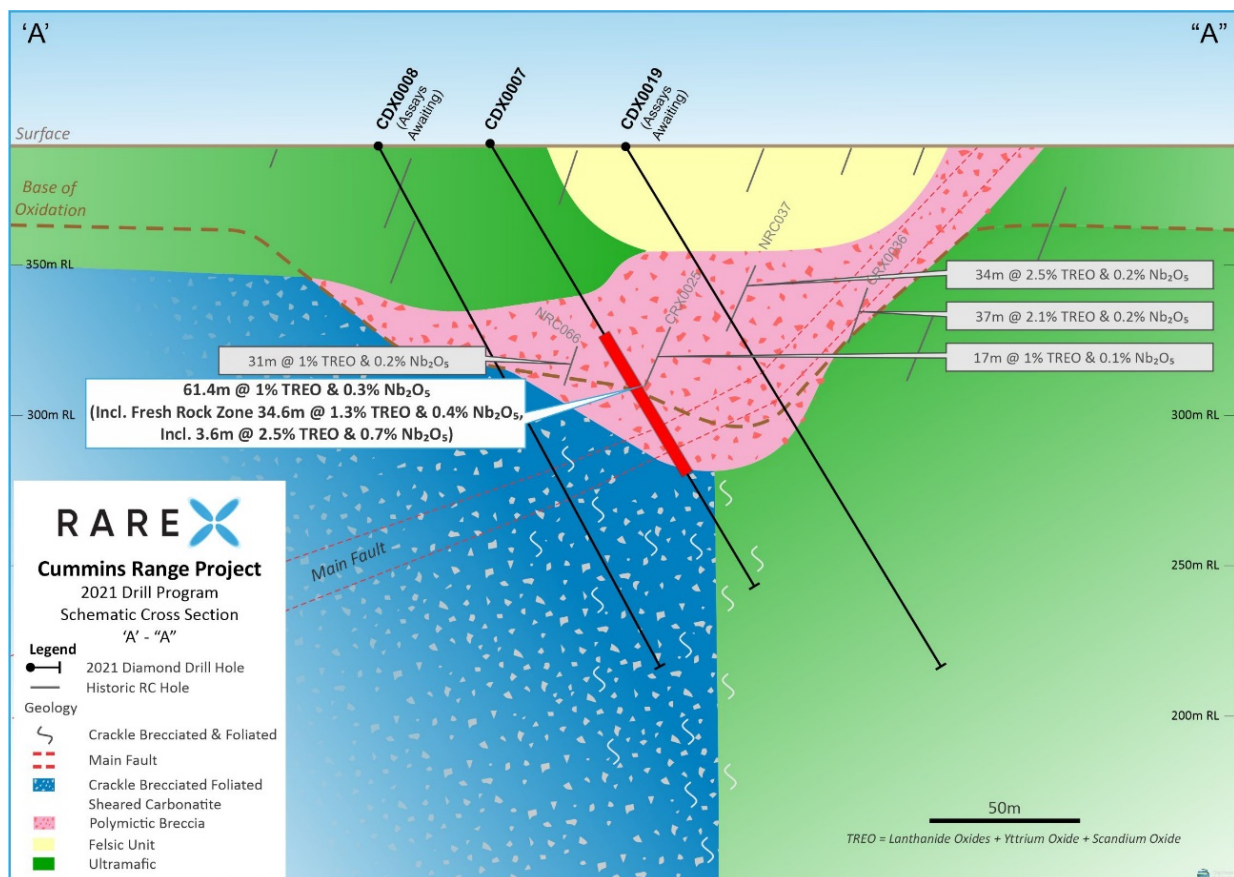 'A'
“A”
CDX0008
(Assays
Awaiting)
CDX0007
CDX0019
(Assays
Awaiting)
Surface
Base of
Oxidation
350m RL
NRC037
CRX0036
CRX0025
NRC066
34m @ 2.5% TREO & 0.2% Nb₂O₅
37m @ 2.1% TREO & 0.2% Nb₂O₅
17m @ 1% TREO & 0.1% Nb₂O₅
31m @ 1% TREO & 0.2% Nb₂O₅
61.4m @ 1% TREO & 0.3% Nb₂O₅
(Incl. Fresh Rock Zone 34.6m @ 1.3% TREO & 0.4% Nb₂O₅,
Incl. 3.6m @ 2.5% TREO & 0.7% Nb₂O₅)
350m RL
300m RL
300m RL
250m RL
200m RL
Main Fault
RAREX
Cummins Range Project
2021 Drill Program
Schematic Cross Section
'A' - “A”
Legend
2021 Diamond Drill Hole
Historic RC Hole
Geology
Crackle Brecciated & Foliated
Main Fault
Crackle Brecciated Foliated
Sheared Carbonatite
Polymictic Breccia
Felsic Unit
Ultramafic
50m
TREO = Lanthanide Oxides + Yttrium Oxide + Scandium Oxide